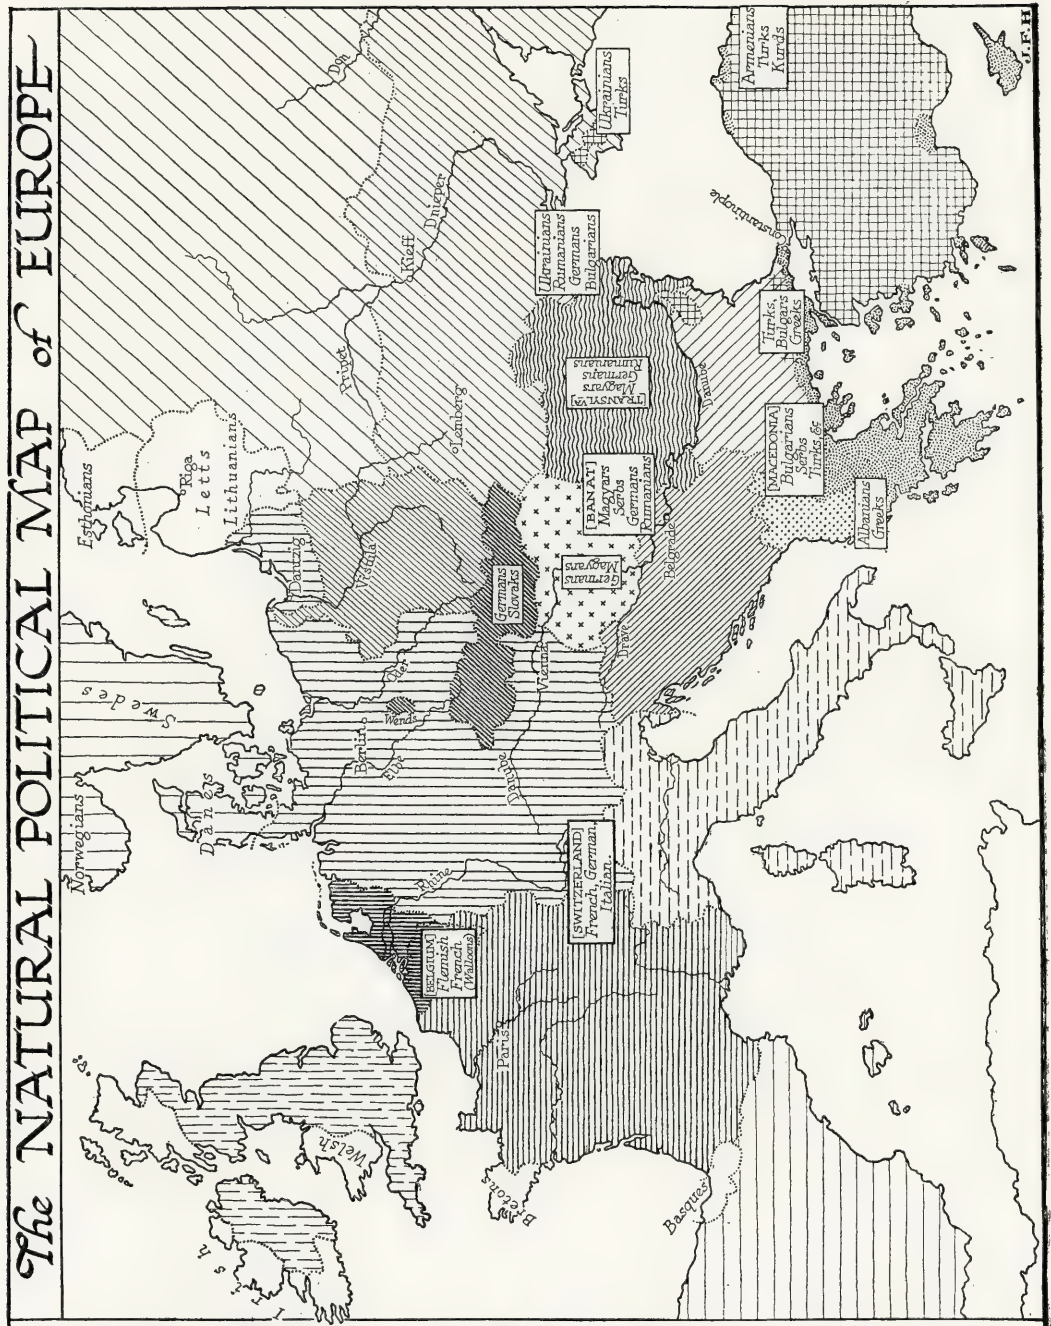 The NATURAL POLITICAL MAP of EUROPE
Norwegians
Swedes
Danes
Esthonians
Riga
Letts
Lithuanians
Irish
Welsh
Dantzig
Vistula
Berlin
Elbe
Oder
Wends
Rhine
Pripet
Kieff
Dnieper
Don
Lemberg
[BELGIUM]
Flemish
French
(Walloons)
Paris
Bretons
Basques
Germans
Slovaks
Danube
Vienna
[SWITZERLAND]
French, German,
Italian.
Germans
Magyars
Drave
Belgrade
[BANAT]
Magyars
Serbs
Germans
Rumanians
[TRANSYLVA]
Magyars
Germans
Rumanians
Ukrainians
Rumanians
Germans
Bulgarians
Ukrainians
Turks
Danube
Constantinople
Turks,
Bulgars
Greeks
[MACEDONIA]
Bulgarians
Serbs
Turks, &c
Albanians
Greeks
Armenians
Turks
Kurds
J.F.H